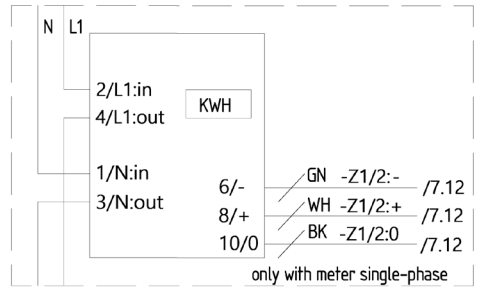 N L1
2/L1:in
KWH
4/L1:out
1/N:in
GN -Z1/2:-
6/- /7.12
3/N:out
WH -Z1/2:+
8/+ /7.12
BK -Z1/2:0
10/0 /7.12
only with meter single-phase